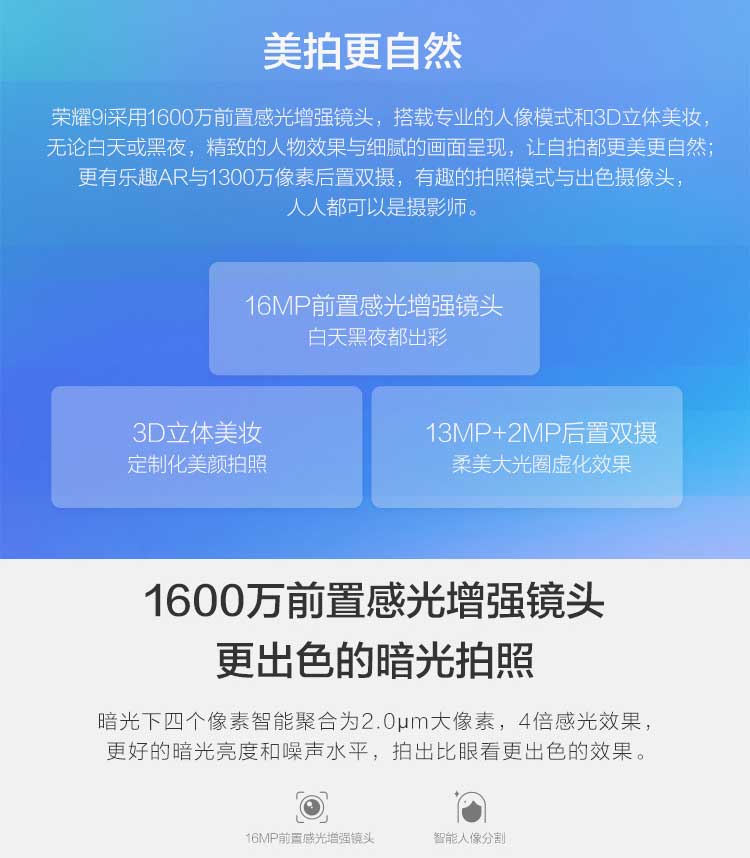 美拍更自然
荣耀9i采用1600万前置感光增强镜头，搭载专业的人像模式和3D立体美妆，
无论白天或黑夜，精致的人物效果与细腻的画面呈现，让自拍都更美更自然；
更有乐趣AR与1300万像素后置双摄，有趣的拍照模式与出色摄像头，
人人都可以是摄影师。
16MP前置感光增强镜头
白天黑夜都出彩
3D立体美妆
定制化美颜拍照
13MP+2MP后置双摄
柔美大光圈虚化效果
1600万前置感光增强镜头
更出色的暗光拍照
暗光下四个像素智能聚合为2.0μm大像素，4倍感光效果，
更好的暗光亮度和噪声水平，拍出比眼看更出色的效果。
16MP前置感光增强镜头
智能人像分割